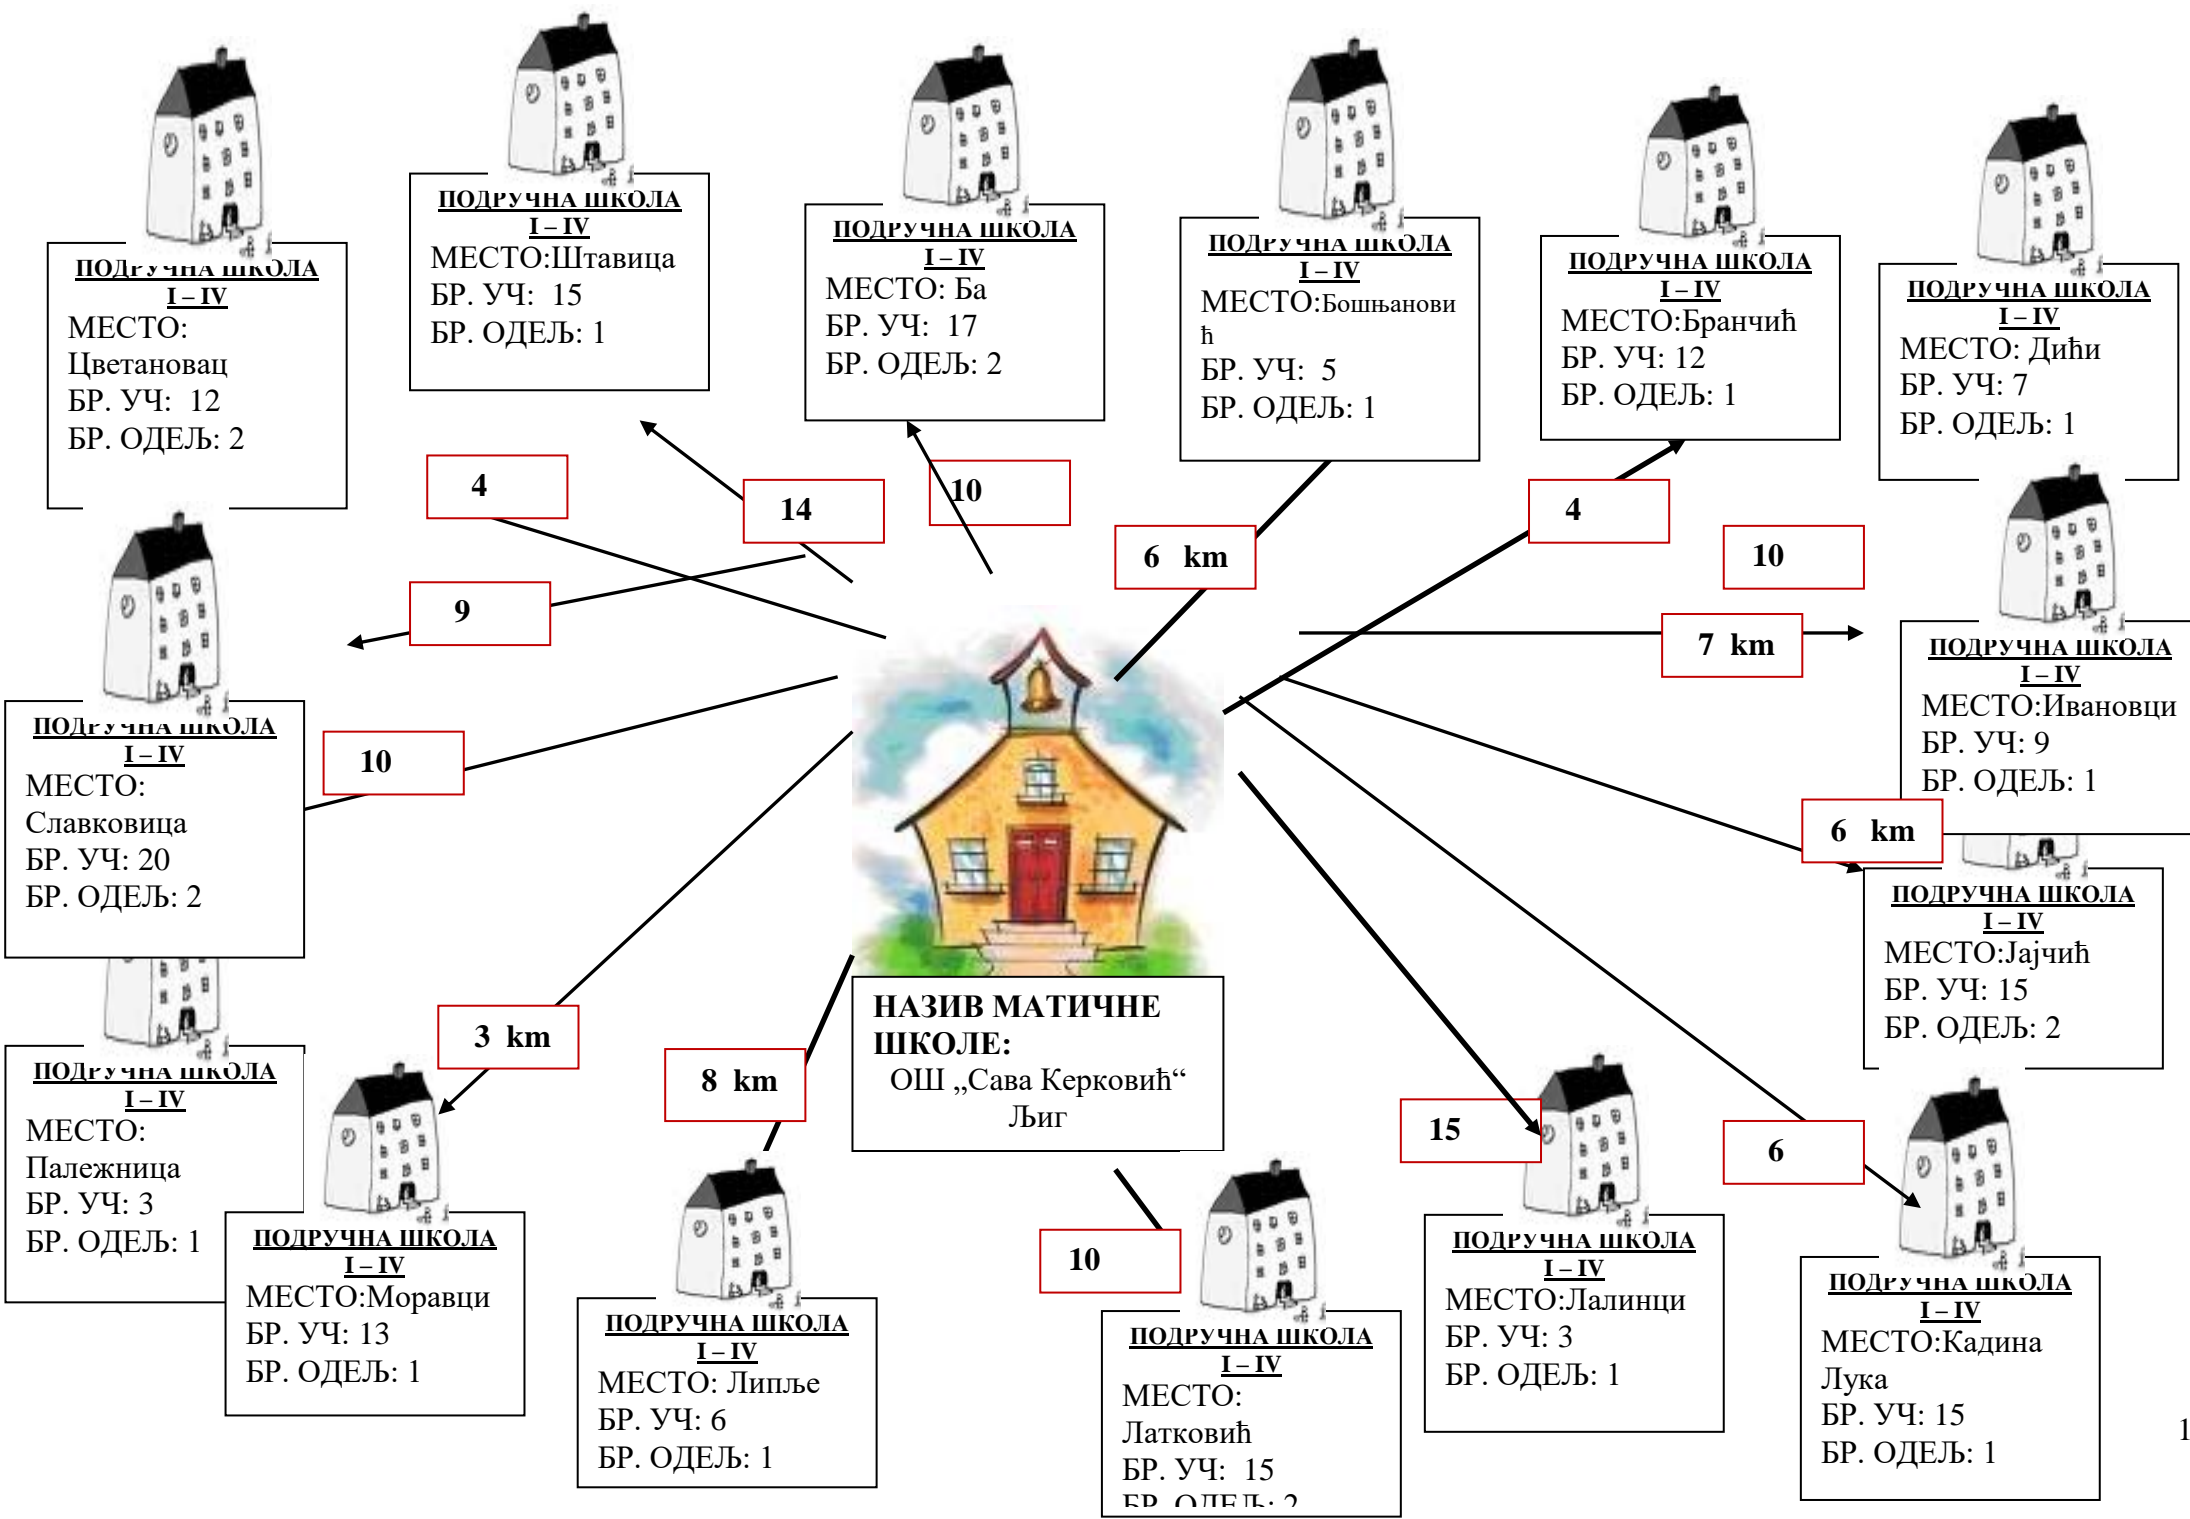 ПОДРУЧНА ШКОЛА
I – IV
МЕСТО:
Цветановац
БР. УЧ: 12
БР. ОДЕЉ: 2
ПОДРУЧНА ШКОЛА
I – IV
МЕСТО:Штавица
БР. УЧ: 15
БР. ОДЕЉ: 1
ПОДРУЧНА ШКОЛА
I – IV
МЕСТО: Ба
БР. УЧ: 17
БР. ОДЕЉ: 2
ПОДРУЧНА ШКОЛА
I – IV
МЕСТО:Бошњанови
ћ
БР. УЧ: 5
БР. ОДЕЉ: 1
ПОДРУЧНА ШКОЛА
I – IV
МЕСТО:Бранчић
БР. УЧ: 12
БР. ОДЕЉ: 1
ПОДРУЧНА ШКОЛА
I – IV
МЕСТО: Дићи
БР. УЧ: 7
БР. ОДЕЉ: 1
4
14
10
6 km
4
10
9
7 km
ПОДРУЧНА ШКОЛА
I – IV
МЕСТО:
Славковица
БР. УЧ: 20
БР. ОДЕЉ: 2
10
ПОДРУЧНА ШКОЛА
I – IV
МЕСТО:Ивановци
БР. УЧ: 9
БР. ОДЕЉ: 1
6 km
ПОДРУЧНА ШКОЛА
I – IV
МЕСТО:Јајчић
БР. УЧ: 15
БР. ОДЕЉ: 2
3 km
8 km
НАЗИВ МАТИЧНЕ
ШКОЛЕ:
ОШ „Сава Керковић“
Љиг
15
6
10
ПОДРУЧНА ШКОЛА
I – IV
МЕСТО:
Палежница
БР. УЧ: 3
БР. ОДЕЉ: 1
ПОДРУЧНА ШКОЛА
I – IV
МЕСТО:Моравци
БР. УЧ: 13
БР. ОДЕЉ: 1
ПОДРУЧНА ШКОЛА
I – IV
МЕСТО: Липље
БР. УЧ: 6
БР. ОДЕЉ: 1
ПОДРУЧНА ШКОЛА
I – IV
МЕСТО:
Латковић
БР. УЧ: 15
БР. ОДЕЉ: 2
ПОДРУЧНА ШКОЛА
I – IV
МЕСТО:Лалинци
БР. УЧ: 3
БР. ОДЕЉ: 1
ПОДРУЧНА ШКОЛА
I – IV
МЕСТО:Кадина
Лука
БР. УЧ: 15
БР. ОДЕЉ: 1
1